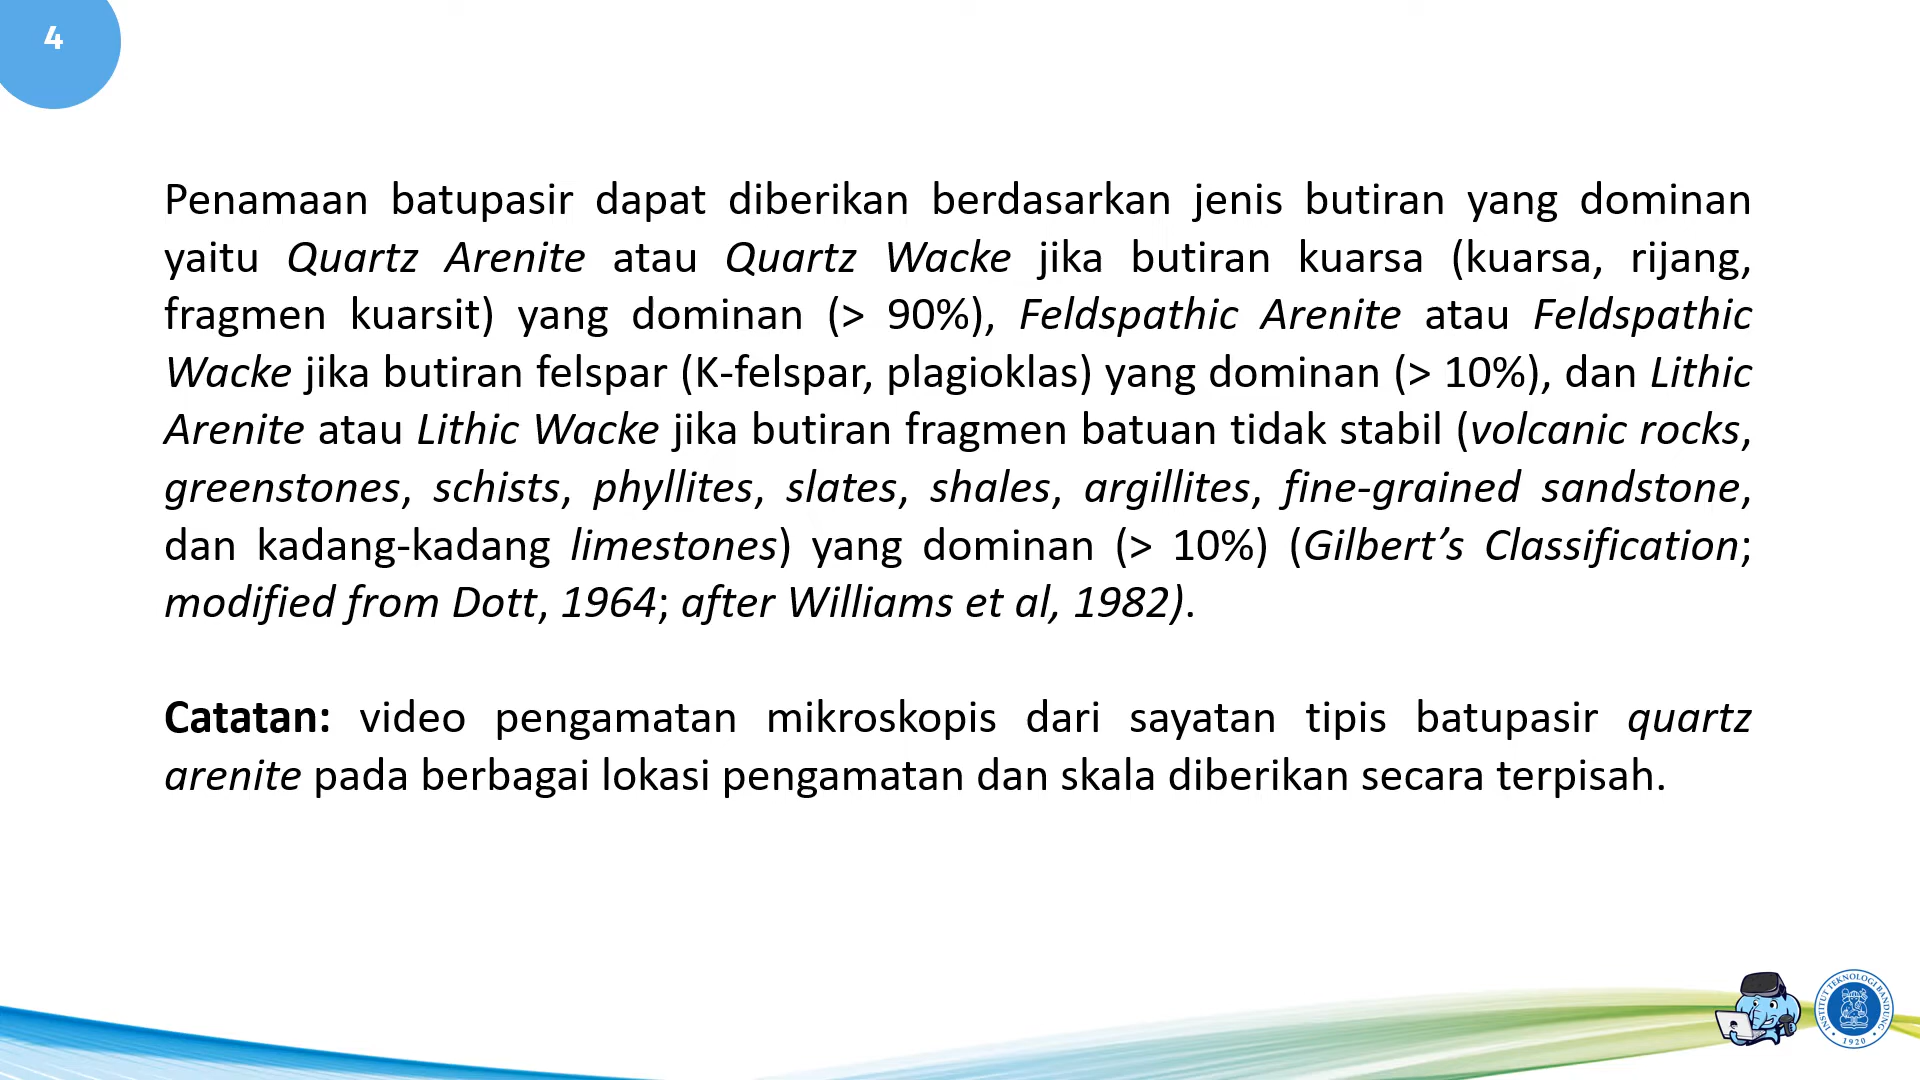 4
Penamaan batupasir dapat diberikan berdasarkan jenis butiran yang dominan
yaitu Quartz Arenite atau Quartz Wacke jika butiran kuarsa (kuarsa, rijang,
fragmen kuarsit) yang dominan (> 90%), Feldspathic Arenite atau Feldspathic
Wacke jika butiran felspar (K-felspar, plagioklas) yang dominan (> 10%), dan Lithic
Arenite atau Lithic Wacke jika butiran fragmen batuan tidak stabil (volcanic rocks,
greenstones, schists, phyllites, slates, shales, argillites, fine-grained sandstone,
dan kadang-kadang limestones) yang dominan (> 10%) (Gilbert’s Classification;
modified from Dott, 1964; after Williams et al, 1982).
Catatan: video pengamatan mikroskopis dari sayatan tipis batupasir quartz
arenite pada berbagai lokasi pengamatan dan skala diberikan secara terpisah.
INSTITUT TEKNOLOGI BANDUNG
1920